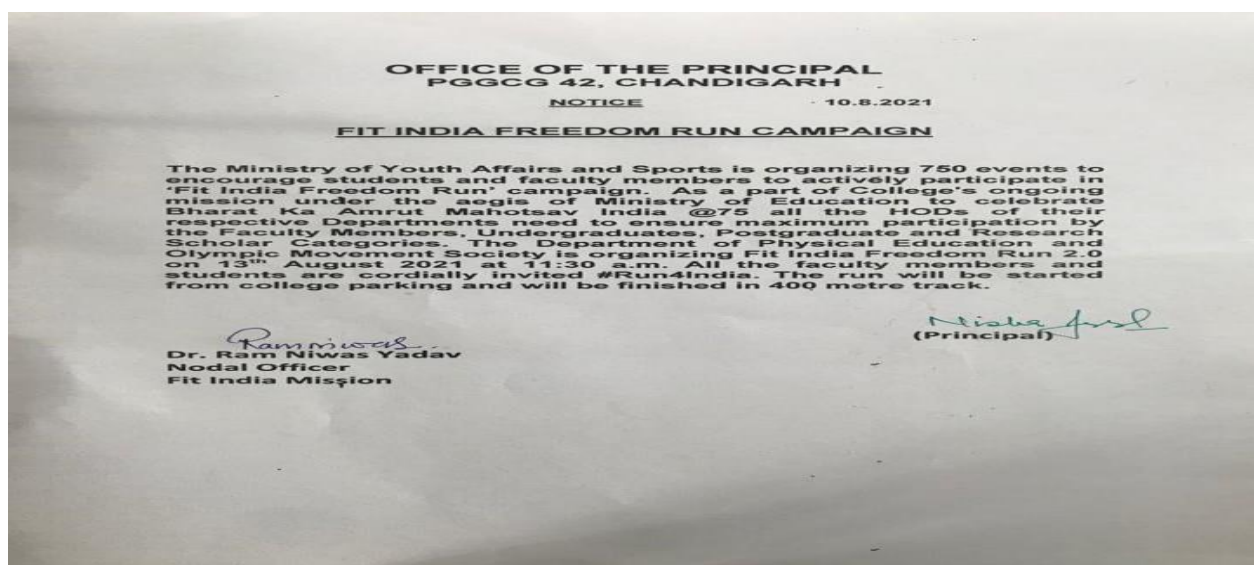 OFFICE OF THE PRINCIPAL
PGGCG 42, CHANDIGARH
NOTICE 10.8.2021
FIT INDIA FREEDOM RUN CAMPAIGN
The Ministry of Youth Affairs and Sports is organizing 750 events to
encourage students and faculty members to actively participate in
‘Fit India Freedom Run’ campaign. As a part of College's ongoing
mission under the aegis of Ministry of Education to celebrate
Bharat Ka Amrut Mahotsav India @75 all the HODs of their
respective Departments need to ensure maximum participation by
the Faculty Members, Undergraduates, Postgraduate and Research
Scholar Categories. The Department of Physical Education and
Olympic Movement Society is organizing Fit India Freedom Run 2.0
on 13th August 2021 at 11:30 a.m. All the faculty members and
students are cordially invited #Run4India. The run will be started
from college parking and will be finished in 400 metre track.
Ramniwas
Nisha
(Principal)
Dr. Ram Niwas Yadav
Nodal Officer
Fit India Mission